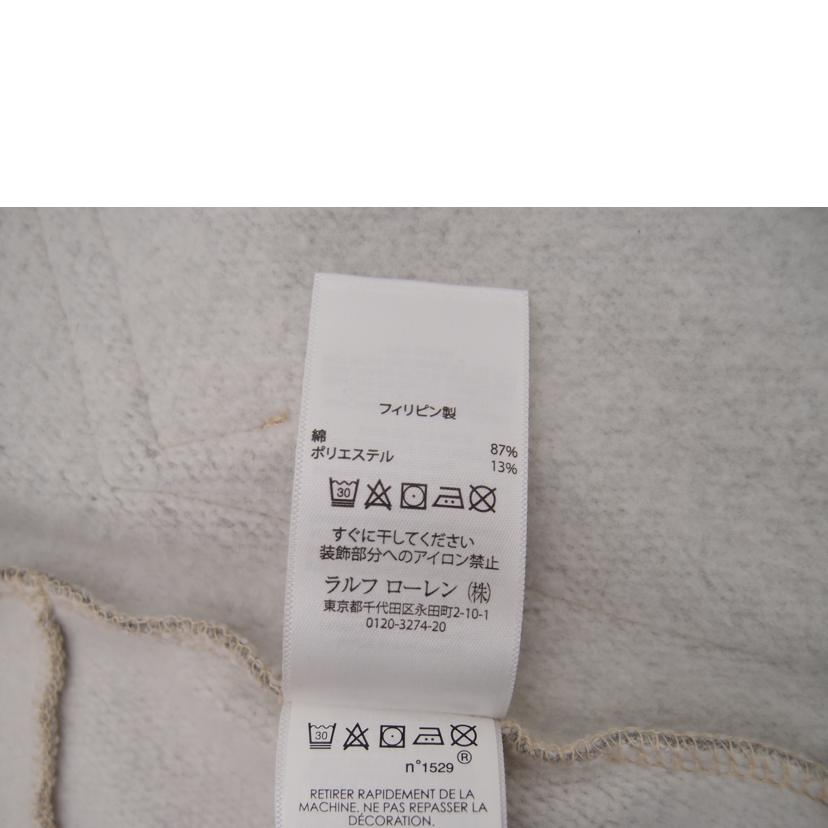 フィリピン製
綿 87%
ポリエステル 13%
30
すぐに干してください
装飾部分へのアイロン禁止
ラルフ ローレン (株)
東京都千代田区永田町2-10-1
0120-3274-20
30
n°1529 ®
RETIRER RAPIDEMENT DE LA
MACHINE. NE PAS REPASSER LA
DÉCORATION.